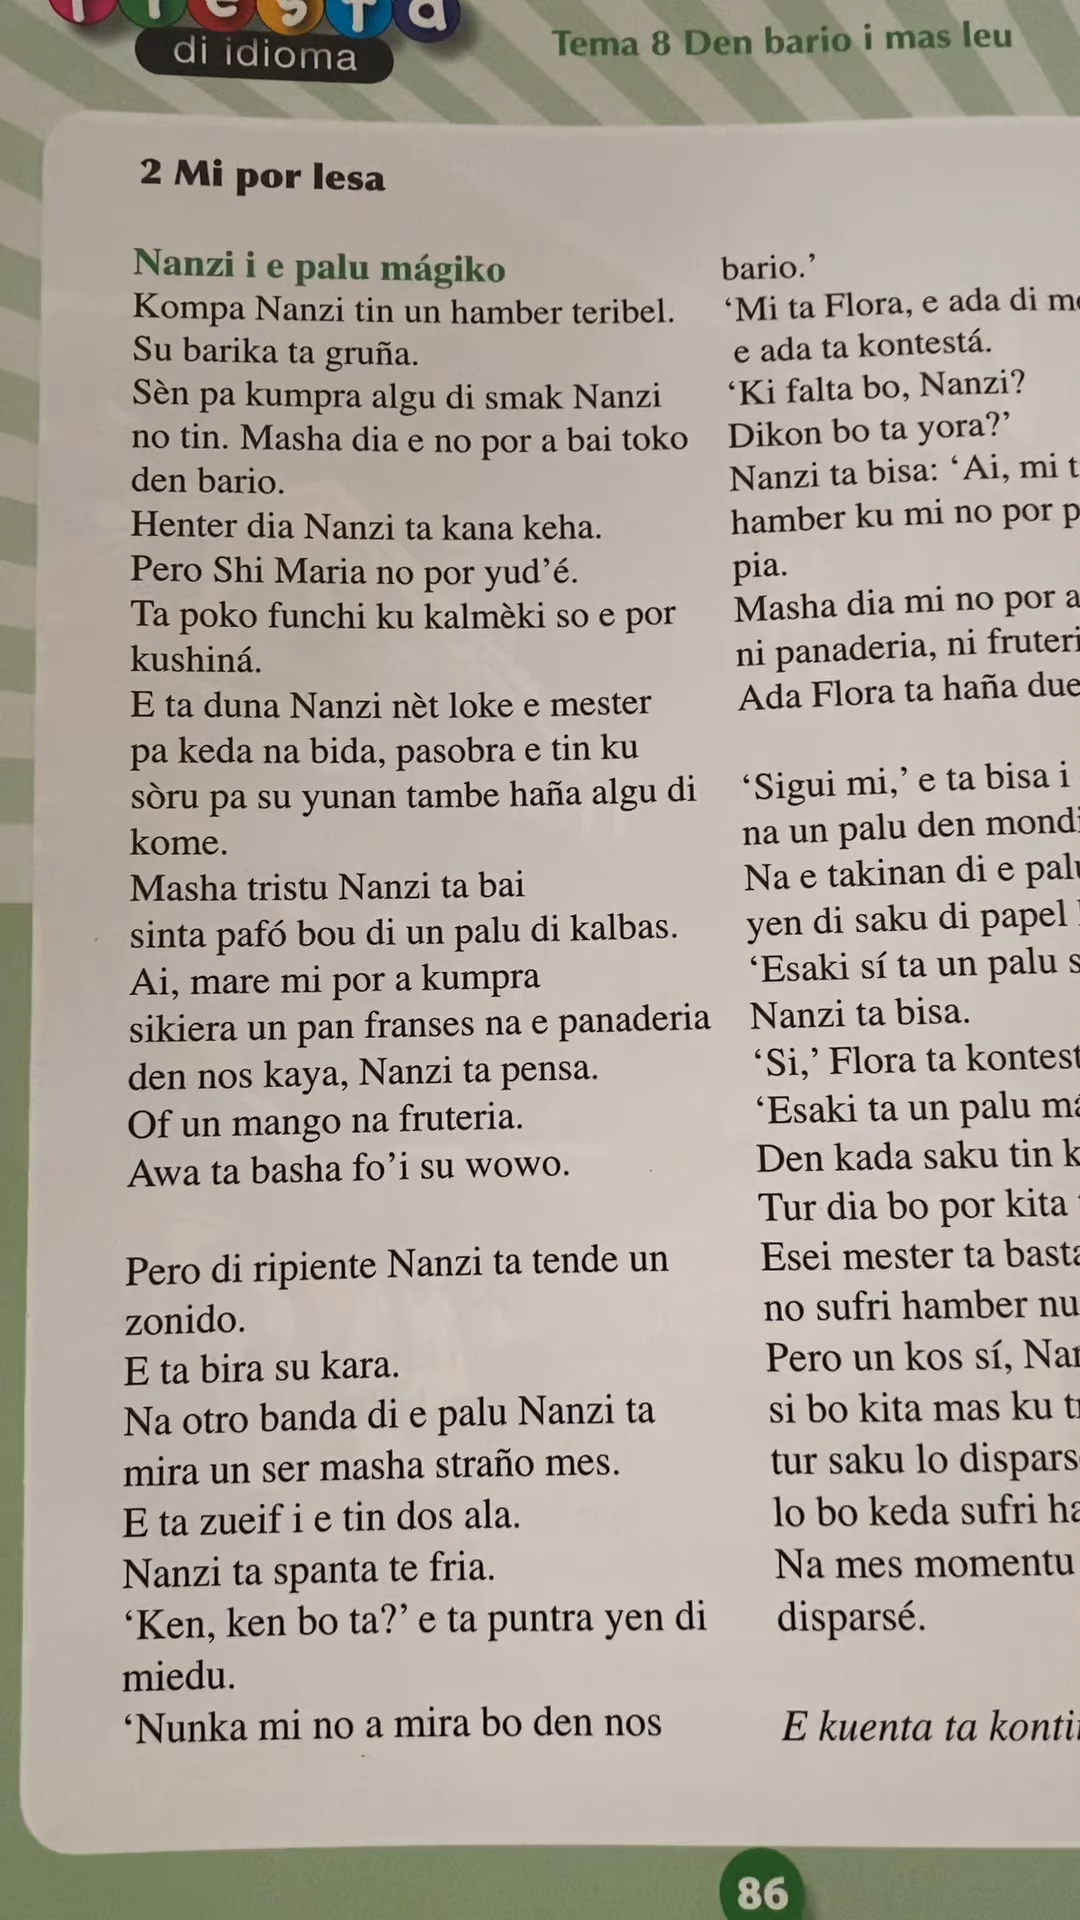 di idioma
Tema 8 Den bario i mas leu
2 Mi por lesa
Nanzi i e palu mágiko
Kompa Nanzi tin un hamber teribel.
Su barika ta gruña.
Sèn pa kumpra algu di smak Nanzi
no tin. Masha dia e no por a bai toko
den bario.
Henter dia Nanzi ta kana keha.
Pero Shi Maria no por yud’é.
Ta poko funchi ku kalmèki so e por
kushiná.
E ta duna Nanzi nèt loke e mester
pa keda na bida, pasobra e tin ku
sòru pa su yunan tambe haña algu di
kome.
Masha tristu Nanzi ta bai
sinta pafó bou di un palu di kalbas.
Ai, mare mi por a kumpra
sikiera un pan franses na e panaderia
den nos kaya, Nanzi ta pensa.
Of un mango na fruteria.
Awa ta basha fo’i su wowo.
Pero di ripiente Nanzi ta tende un
zonido.
E ta bira su kara.
Na otro banda di e palu Nanzi ta
mira un ser masha straño mes.
E ta zueif i e tin dos ala.
Nanzi ta spanta te fria.
‘Ken, ken bo ta?’ e ta puntra yen di
miedu.
‘Nunka mi no a mira bo den nos
bario.’
‘Mi ta Flora, e ada di
e ada ta kontestá.
‘Ki falta bo, Nanzi?
Dikon bo ta yora?’
Nanzi ta bisa: ‘Ai, mi
hamber ku mi no por
pia.
Masha dia mi no por a
ni panaderia, ni
Ada Flora ta haña
‘Sigui mi,’ e ta bisa i
na un palu den
Na e takinan di e
yen di saku di papel
‘Esaki sí ta un palu
Nanzi ta bisa.
‘Si,’ Flora ta
‘Esaki ta un palu
Den kada saku tin
Tur dia bo por kita
Esei mester ta
no sufri hamber
Pero un kos sí,
si bo kita mas ku
tur saku lo
lo bo keda sufri
Na mes momentu
disparsé.
E kuenta ta
86